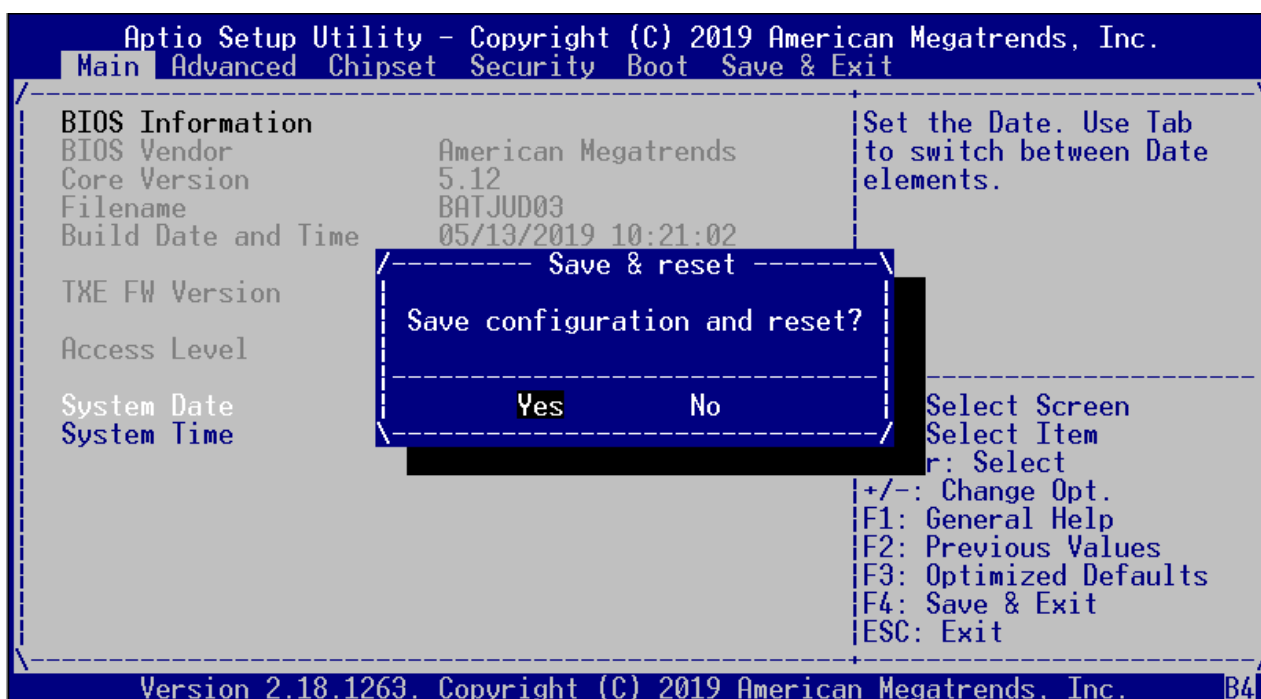 Aptio Setup Utility – Copyright (C) 2019 American Megatrends, Inc.
Main Advanced Chipset Security Boot Save & Exit
BIOS Information
BIOS Vendor American Megatrends
Core Version 5.12
Filename BATJUD03
Build Date and Time 05/13/2019 10:21:02
TXE FW Version
Access Level
System Date
System Time
Save & reset
Save configuration and reset?
Yes No
Set the Date. Use Tab
to switch between Date
elements.
Select Screen
Select Item
r: Select
+/-: Change Opt.
F1: General Help
F2: Previous Values
F3: Optimized Defaults
F4: Save & Exit
ESC: Exit
Version 2.18.1263. Copyright (C) 2019 American Megatrends, Inc.
B4